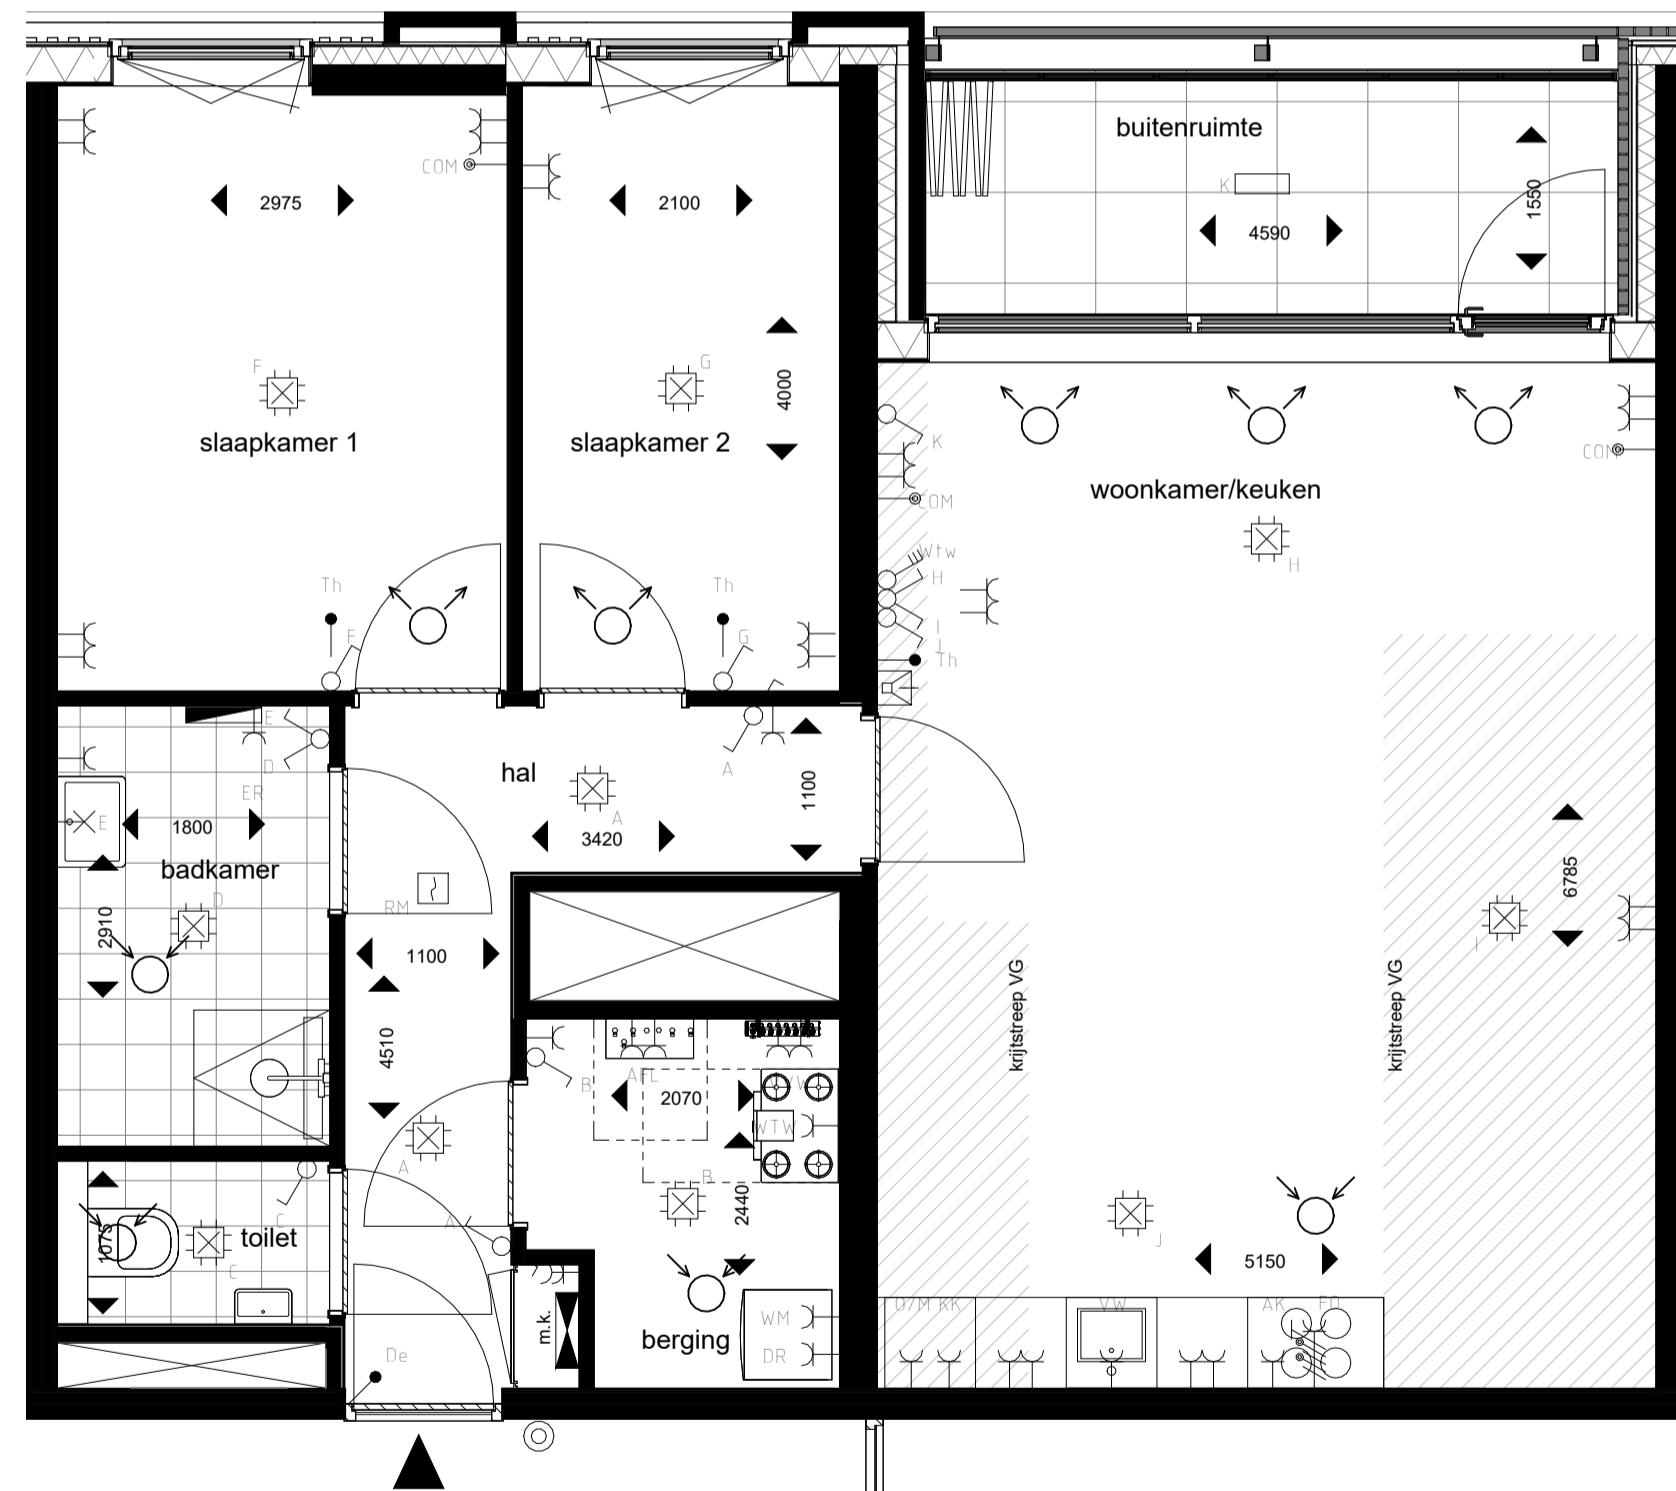 buitenruimte
K
4590
1550
COM
2975
2100
F
slaapkamer 1
G
slaapkamer 2
4000
K
COM
COM
woonkamer/keuken
H
Wtw
H
I
J
Th
Th
F
Th
G
E
D
ER
E
1800
badkamer
D
2910
hal
A
3420
A
1100
RM
1100
4510
A
krijtstreep VG
krijtstreep VG
6785
I
B
AFL
2070
WTW
B
2440
C
toilet
C
1075
A
De
m.k.
berging
WM
DR
J
5150
O/M KK
VW
AK
FO